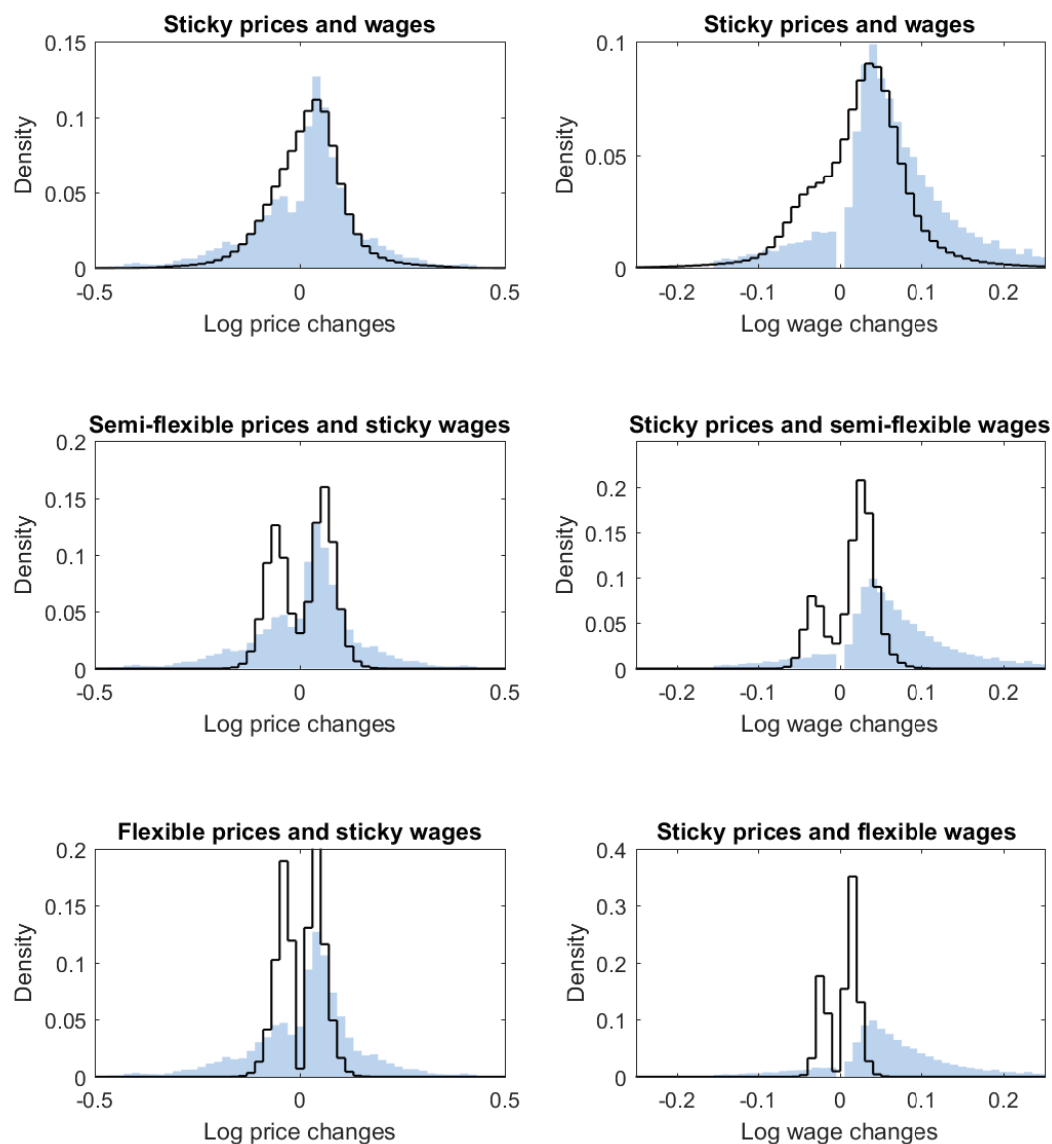 Sticky prices and wages
0.15
0.1
0.05
0
Density
-0.5
0
0.5
Log price changes
Sticky prices and wages
0.1
0.05
0
Density
-0.2
-0.1
0
0.1
0.2
Log wage changes
Semi-flexible prices and sticky wages
0.2
0.15
0.1
0.05
0
Density
-0.5
0
0.5
Log price changes
Sticky prices and semi-flexible wages
0.2
0.15
0.1
0.05
0
Density
-0.2
-0.1
0
0.1
0.2
Log wage changes
Flexible prices and sticky wages
0.2
0.15
0.1
0.05
0
Density
-0.5
0
0.5
Log price changes
Sticky prices and flexible wages
0.4
0.3
0.2
0.1
0
Density
-0.2
-0.1
0
0.1
0.2
Log wage changes